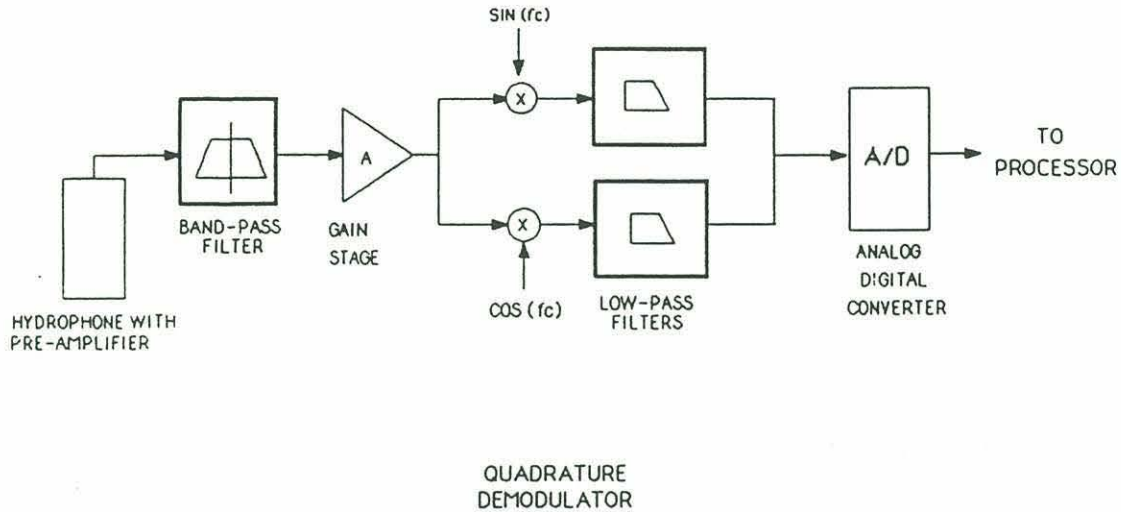 SIN (fc)
X
A
A/D
TO
PROCESSOR
BAND-PASS
FILTER
GAIN
STAGE
X
COS (fc)
LOW-PASS
FILTERS
ANALOG
DIGITAL
CONVERTER
HYDROPHONE WITH
PRE-AMPLIFIER
QUADRATURE
DEMODULATOR